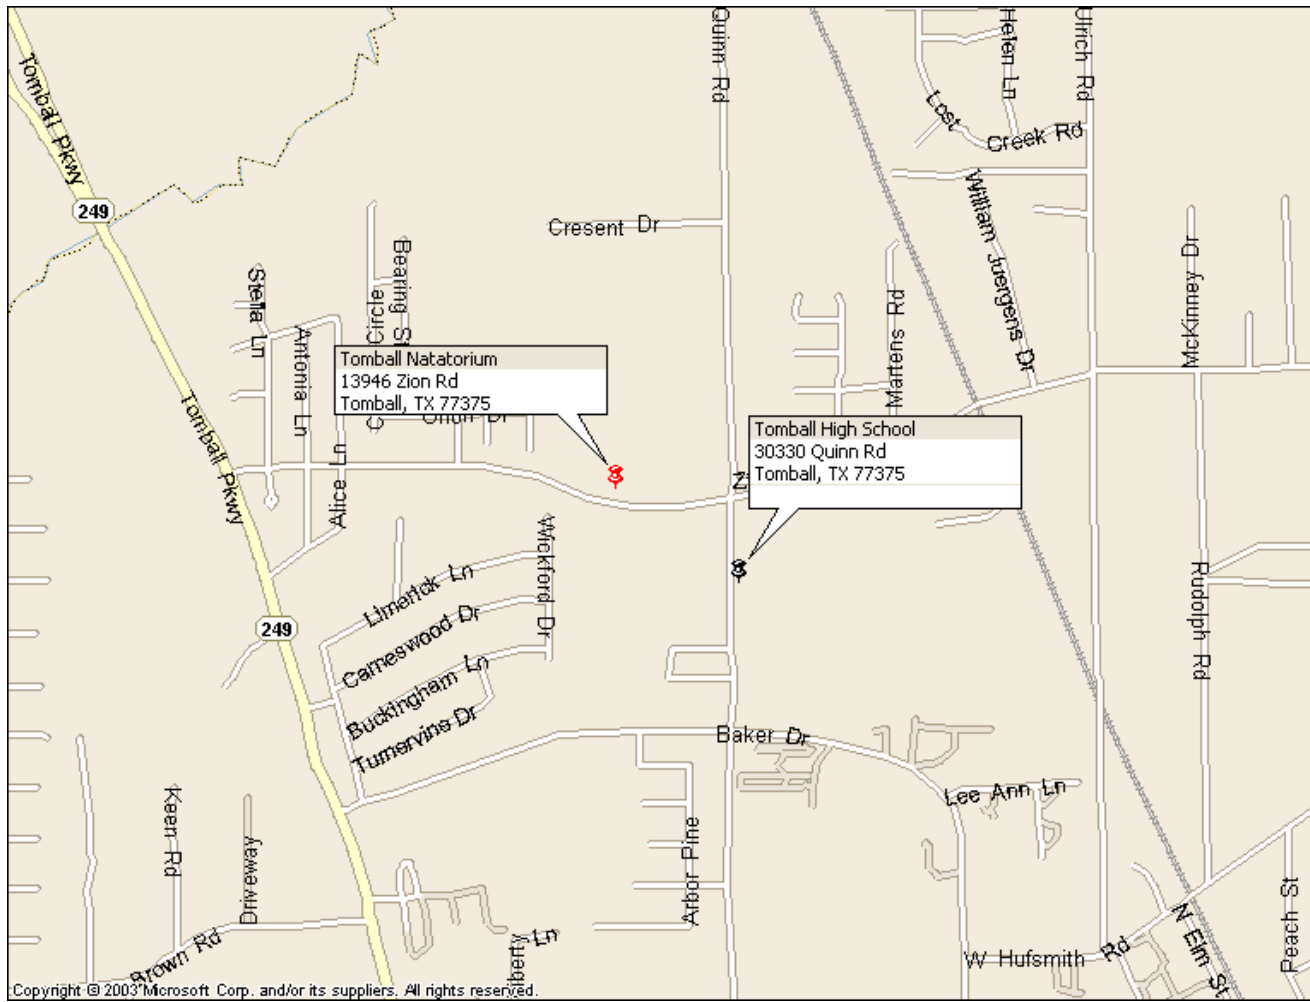 Tomball Pkwy
249
Quinn Rd
Helen Ln
Ulrich Rd
Lost Creek Rd
Cresent Dr
William Juergens Dr
McKinney Dr
Stella Ln
Antonia Ln
Circle
Bearing St
Martens Rd
Tomball Natatorium
13946 Zion Rd
Tomball, TX 77375
Orion Dr
Tomball Pkwy
Alice Ln
Tomball High School
30330 Quinn Rd
Tomball, TX 77375
Z
Wickford Dr
Limerick Ln
Carneswood Dr
249
Buckingham Ln
Turnervine Dr
Rudolph Rd
Baker Dr
Lee Ann Ln
Keuen Rd
Driveway
Arbor Pine
Brown Rd
Liberty Ln
W Hufsmith Rd
N Elm St
Peach St
Copyright © 2003 Microsoft Corp. and/or its suppliers. All rights reserved.